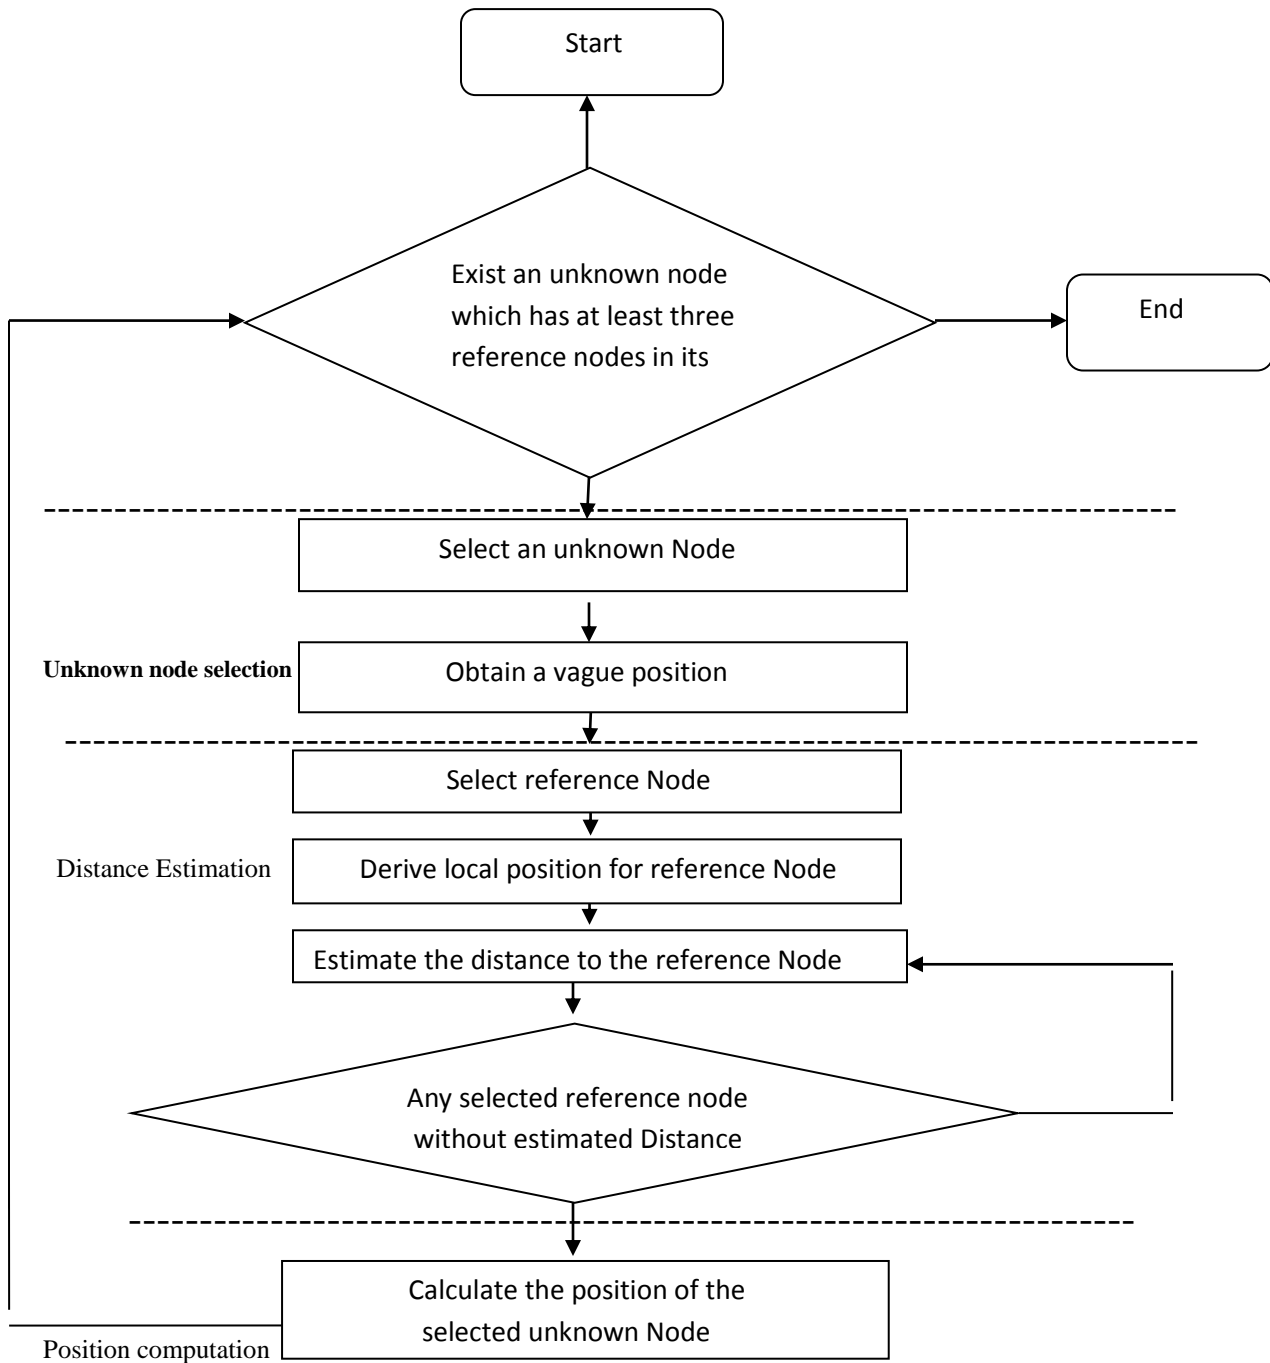 Start
Exist an unknown node
which has at least three
reference nodes in its
End
Select an unknown Node
Unknown node selection
Obtain a vague position
Select reference Node
Distance Estimation
Derive local position for reference Node
Estimate the distance to the reference Node
Any selected reference node
without estimated Distance
Calculate the position of the
selected unknown Node
Position computation